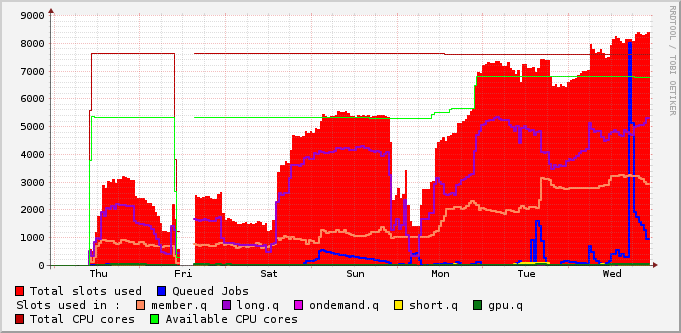 9000
8000
7000
6000
5000
4000
3000
2000
1000
0
Thu Fri Sat Sun Mon Tue Wed
Total slots used Queued Jobs
Slots used in : member.q long.q ondemand.q short.q gpu.q
Total CPU cores Available CPU cores
RRDTOOL / TOBI OETIKER